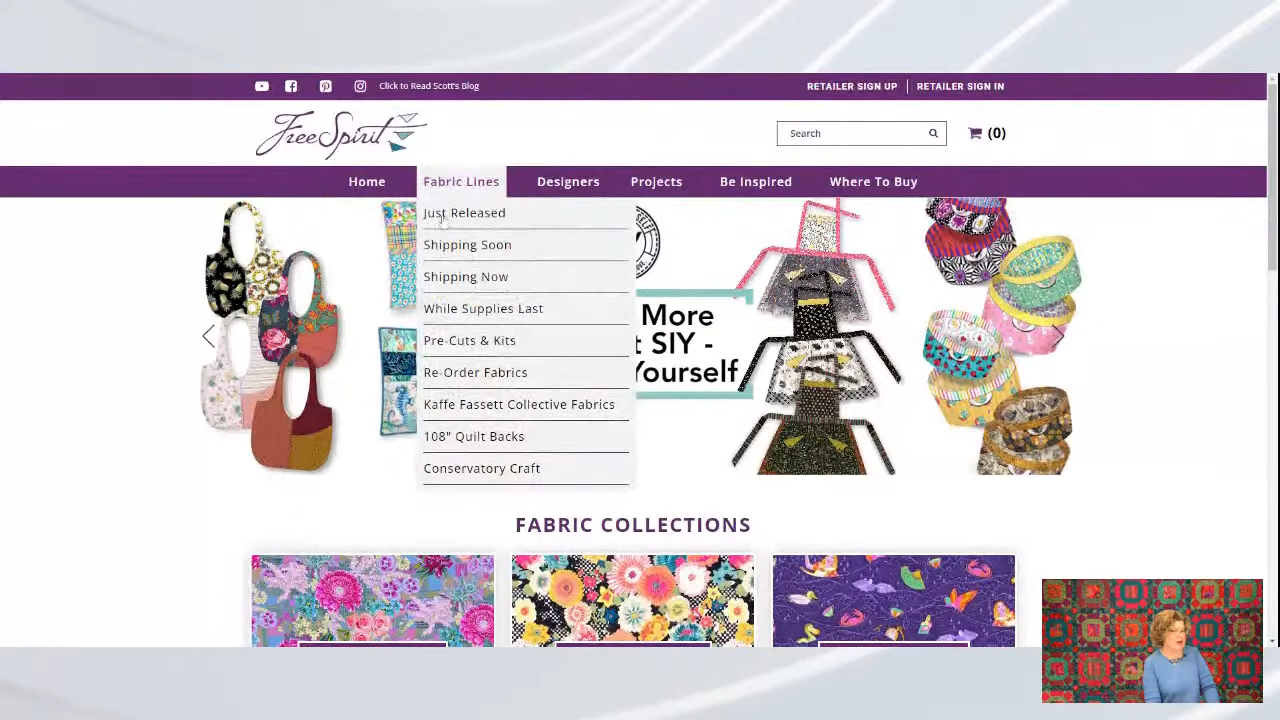 Click to Read Scott's Blog
RETAILER SIGN UP
RETAILER SIGN IN
FreeSpirit
Search
(0)
Home
Fabric Lines
Designers
Projects
Be Inspired
Where To Buy
Just Released
Shipping Soon
Shipping Now
While Supplies Last
Pre-Cuts & Kits
Re-Order Fabrics
Kaffe Fassett Collective Fabrics
108" Quilt Backs
Conservatory Craft
More
t SIY -
Yourself
FABRIC COLLECTIONS